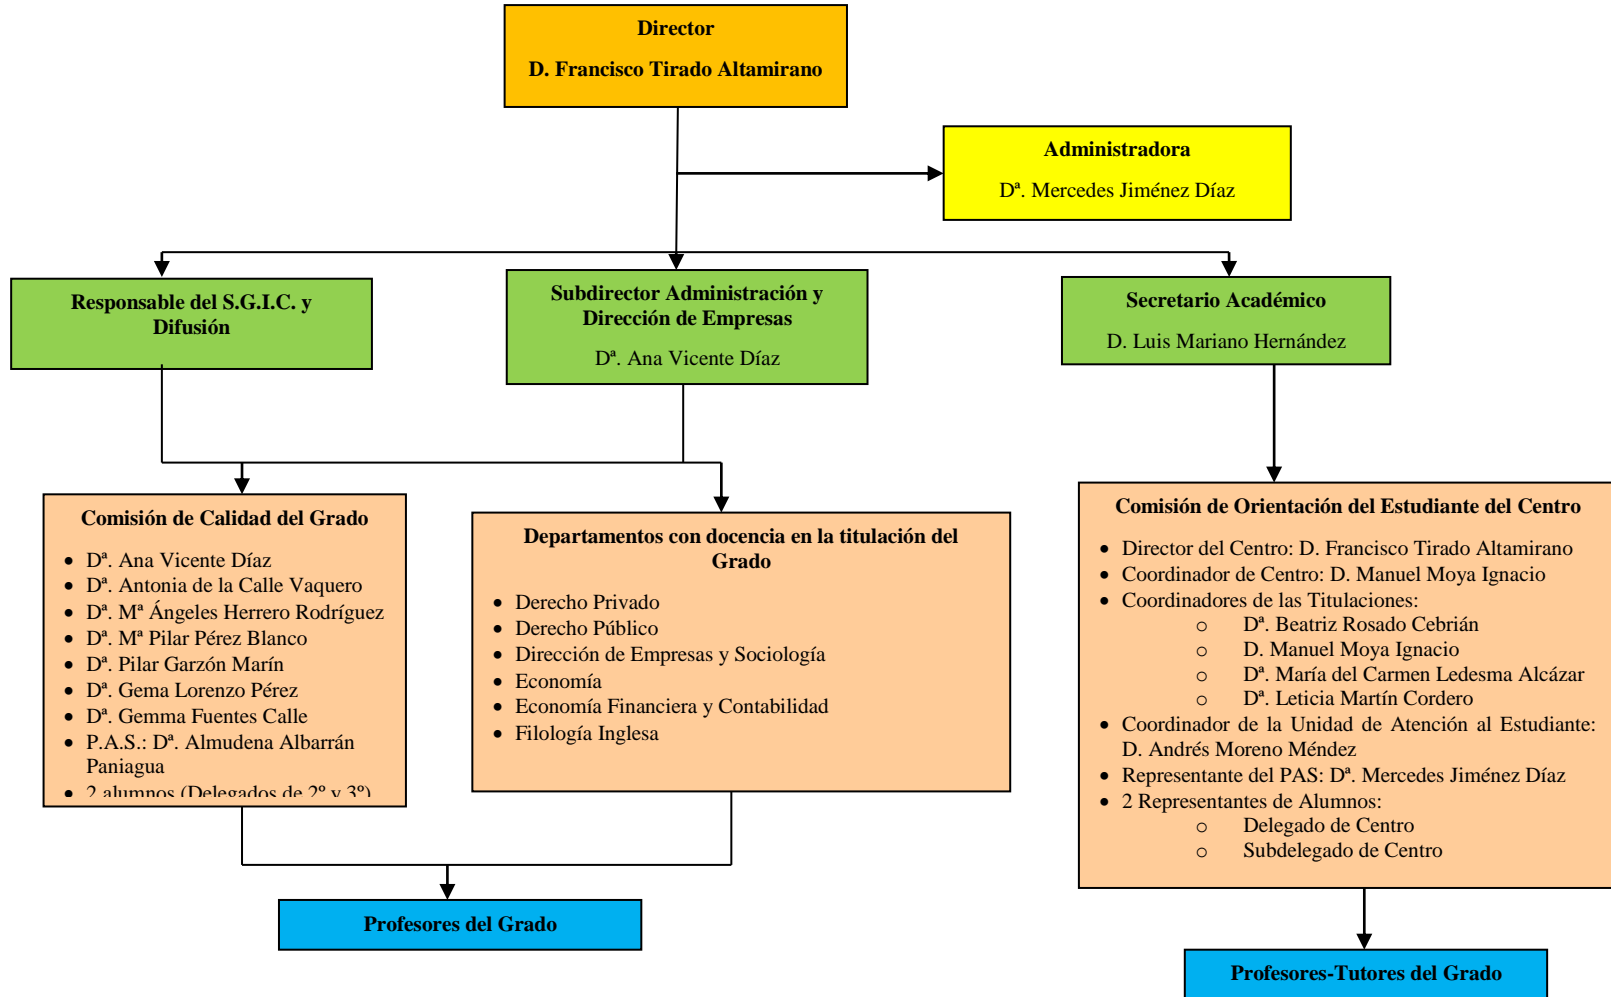 Director
D. Francisco Tirado Altamirano
Administradora
Dª. Mercedes Jiménez Díaz
Responsable del S.G.I.C. y
Difusión
Subdirector Administración y
Dirección de Empresas
Dª. Ana Vicente Díaz
Secretario Académico
D. Luis Mariano Hernández
Comisión de Calidad del Grado
• Dª. Ana Vicente Díaz
• Dª. Antonia de la Calle Vaquero
• Dª. Mª Ángeles Herrero Rodríguez
• Dª. Mª Pilar Pérez Blanco
• Dª. Pilar Garzón Marín
• Dª. Gema Lorenzo Pérez
• Dª. Gemma Fuentes Calle
• P.A.S.: Dª. Almudena Albarrán
Paniagua
• 2 alumnos (Delegados de 2º y 3º)
Departamentos con docencia en la titulación del
Grado
• Derecho Privado
• Derecho Público
• Dirección de Empresas y Sociología
• Economía
• Economía Financiera y Contabilidad
• Filología Inglesa
Comisión de Orientación del Estudiante del Centro
• Director del Centro: D. Francisco Tirado Altamirano
• Coordinador de Centro: D. Manuel Moya Ignacio
• Coordinadores de las Titulaciones:
o Dª. Beatriz Rosado Cebrián
o D. Manuel Moya Ignacio
o Dª. María del Carmen Ledesma Alcázar
o Dª. Leticia Martín Cordero
• Coordinador de la Unidad de Atención al Estudiante:
D. Andrés Moreno Méndez
• Representante del PAS: Dª. Mercedes Jiménez Díaz
• 2 Representantes de Alumnos:
o Delegado de Centro
o Subdelegado de Centro
Profesores del Grado
Profesores-Tutores del Grado